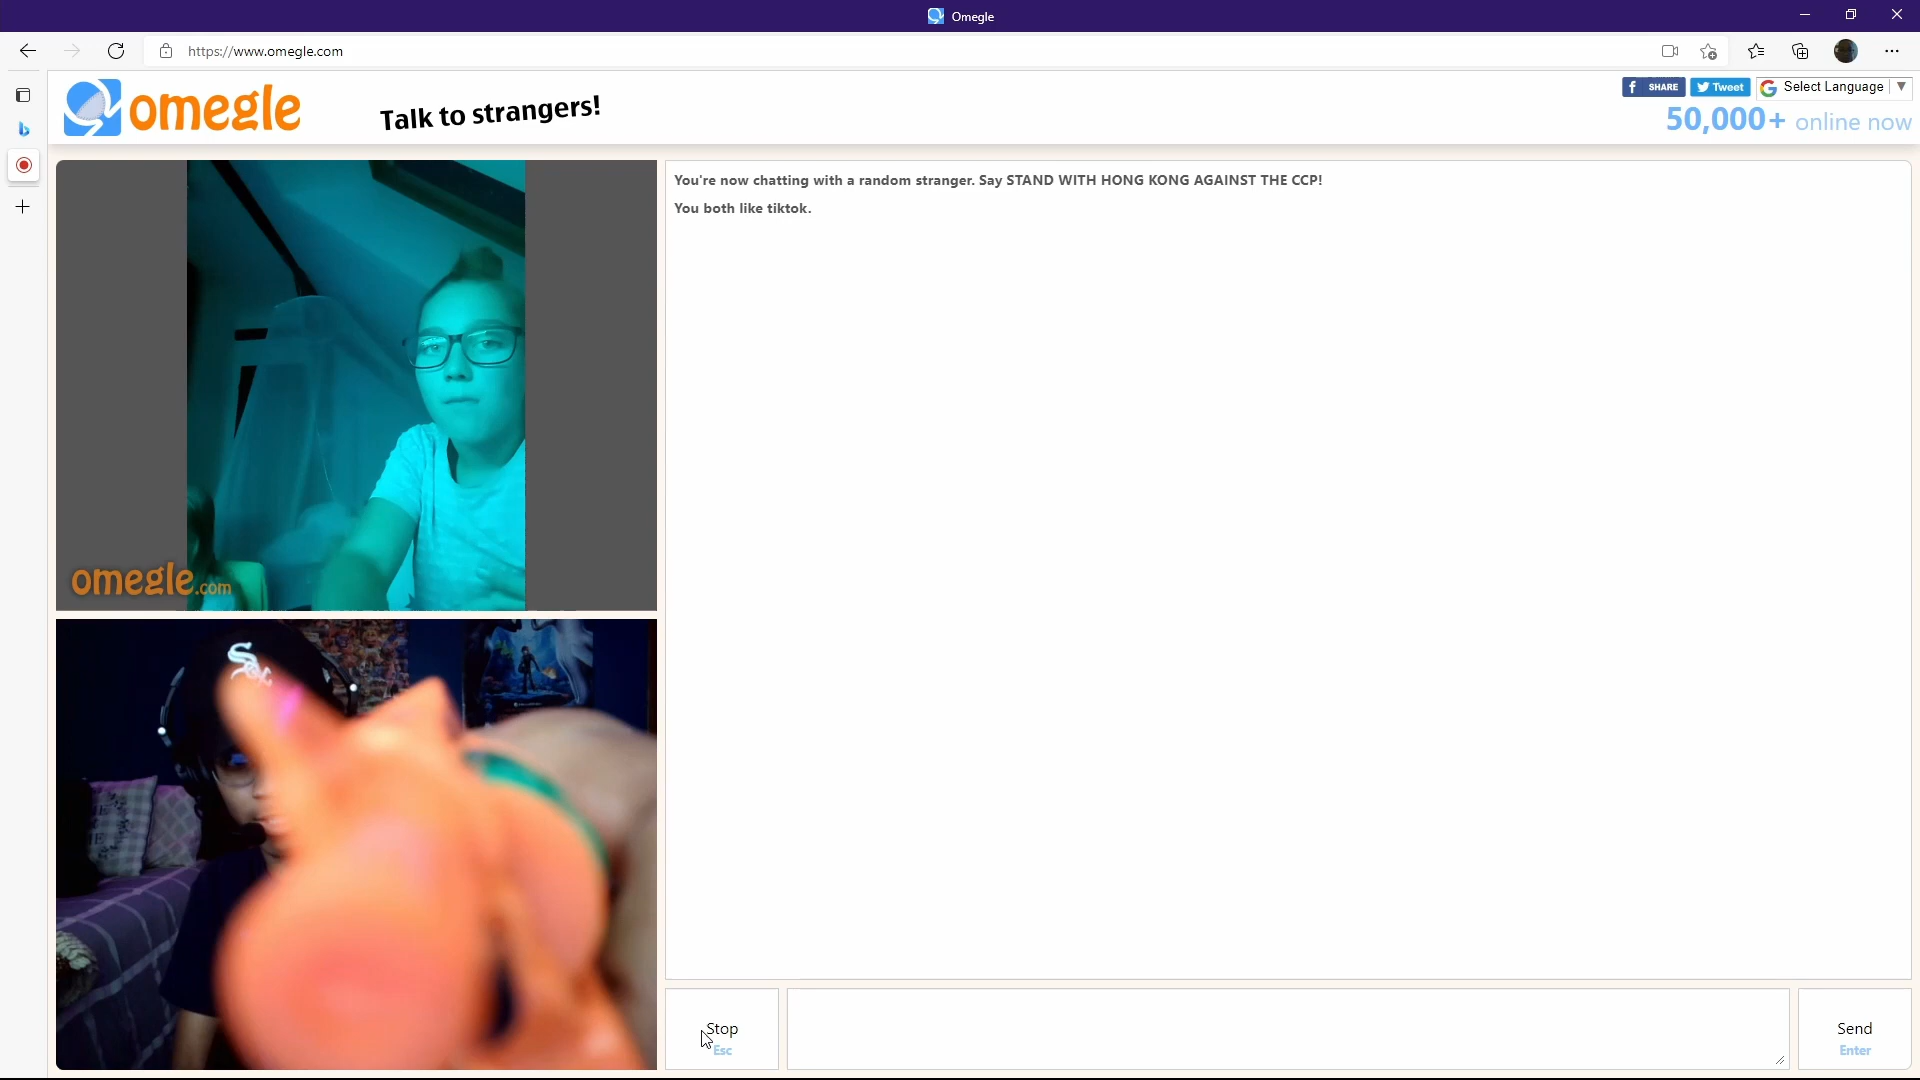 Omegle
https://www.omegle.com
omegle
Talk to strangers!
f SHARE
Tweet
G Select Language ▼
50,000+ online now
You're now chatting with a random stranger. Say STAND WITH HONG KONG AGAINST THE CCP!
You both like tiktok.
omegle.com
Sox
Stop
Esc
Send
Enter